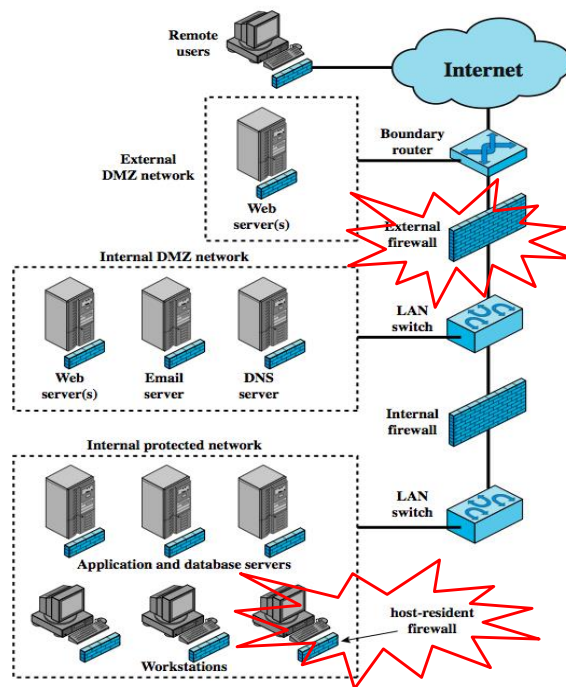 Remote
users
Internet
Boundary
router
External
DMZ network
Web
server(s)
External
firewall
Internal DMZ network
LAN
switch
Web
server(s)
Email
server
DNS
server
Internal
firewall
Internal protected network
LAN
switch
Application and database servers
host-resident
firewall
Workstations